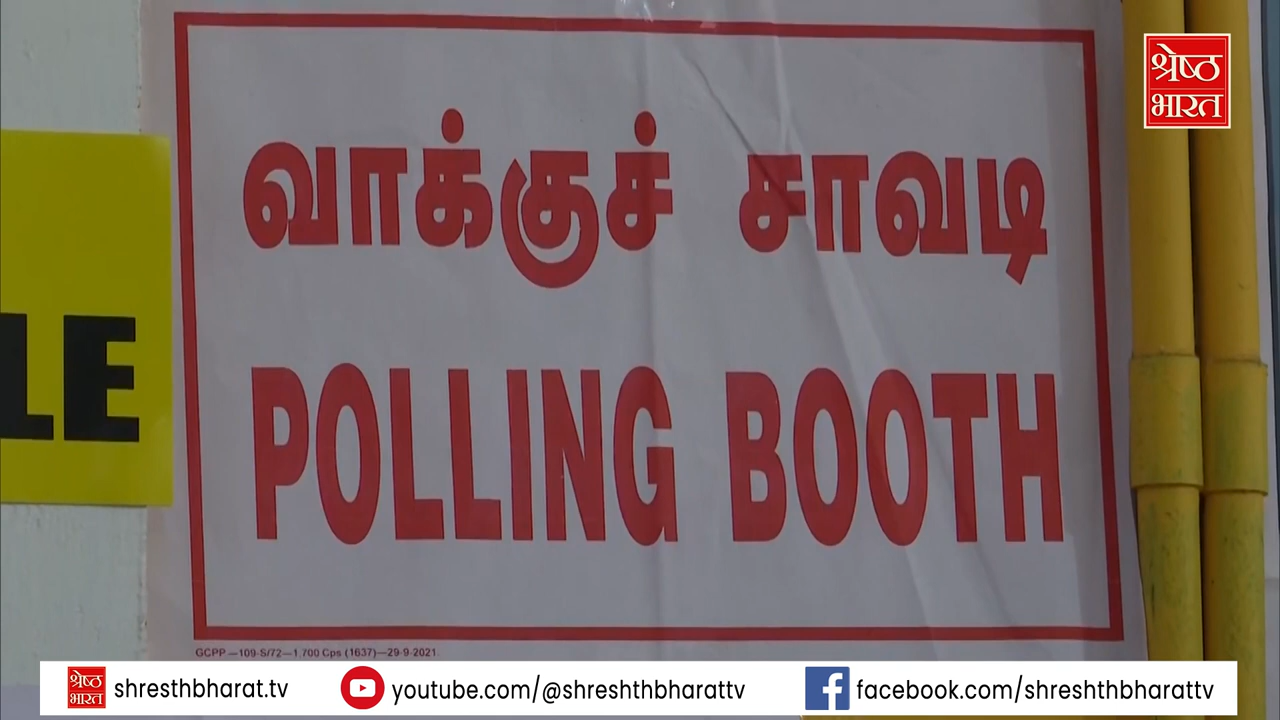 श्रेष्ठ
भारत
வாக்குச் சாவடி
LE
POLLING BOOTH
GCPP.—109-S/72—1,700 Cps (1637)—29-9-2021.
श्रेष्ठ
भारत
shresthbharat.tv
youtube.com/@shreshthbharattv
facebook.com/shreshthbharattv